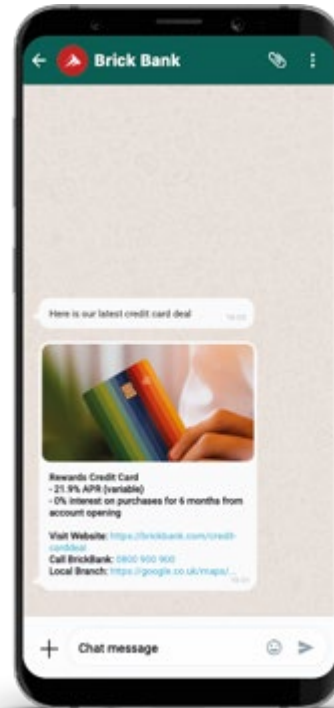 Brick Bank
Here is our latest credit card deal
Rewards Credit Card
- 21.9% APR (variable)
- 0% interest on purchases for 6 months from
account opening
Visit Website: https://brickbank.com/credit-
carddeal
Call BrickBank: 0800 900 900
Local Branch: https://google.co.uk/maps/...
Chat message